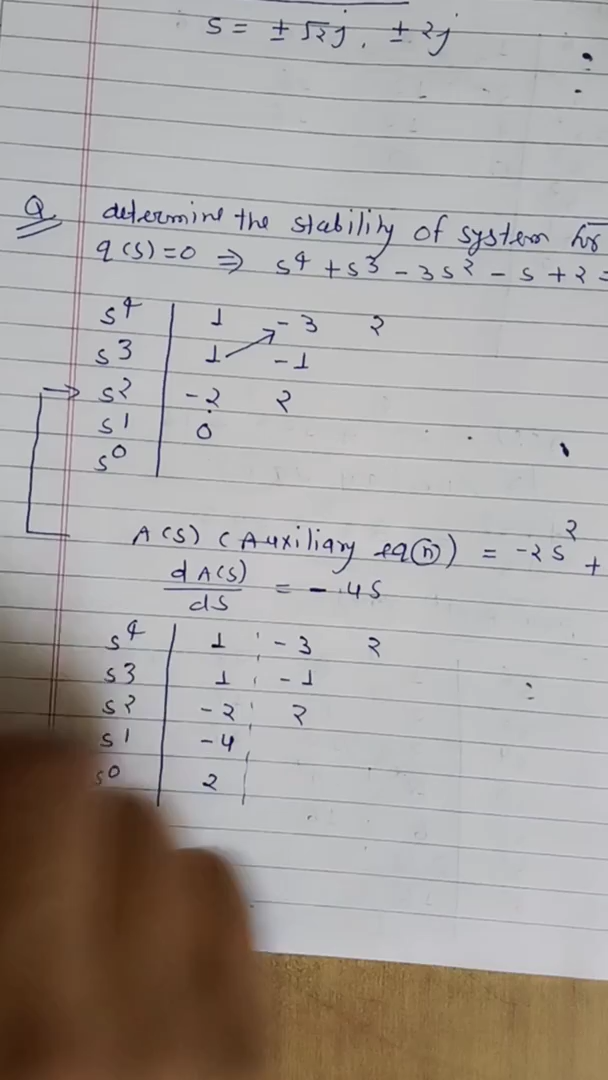 s = ± √2j, ± 2j
Q determine the stability of system for
q(s)=0 ⇒ s⁴ + s³ - 3s² - s + 2 =
s⁴ | 1 -3 2
s³ | 1 -1
s² | -2 2
s¹ | 0
s⁰ |
A(s) (Auxiliary eq(n)) = -2s² +
dA(s)/ds = -4s
s⁴ | 1 -3 2
s³ | 1 -1
s² | -2 2
s¹ | -4
s⁰ | 2